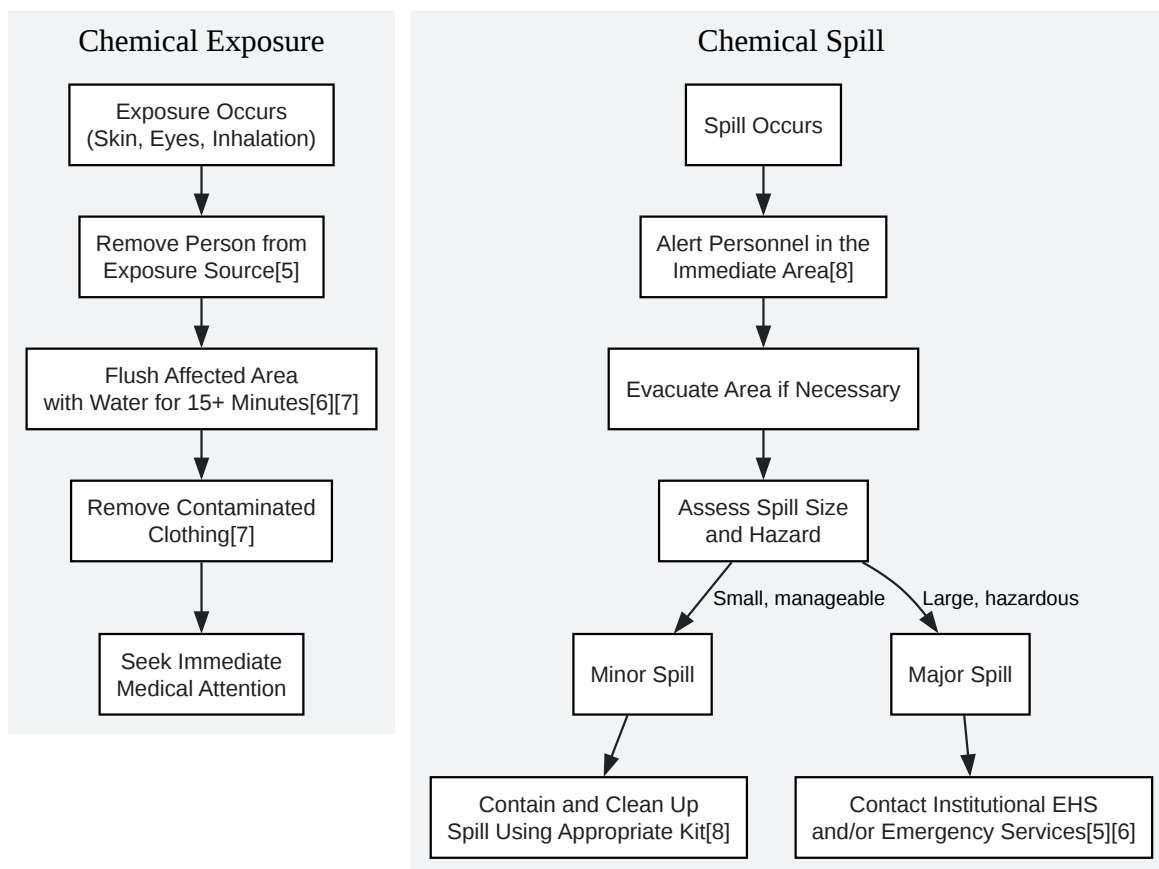 Chemical Exposure
Exposure Occurs
(Skin, Eyes, Inhalation)
Remove Person from
Exposure Source[5]
Flush Affected Area
with Water for 15+ Minutes[6][7]
Remove Contaminated
Clothing[7]
Seek Immediate
Medical Attention
Chemical Spill
Spill Occurs
Alert Personnel in the
Immediate Area[8]
Evacuate Area if Necessary
Assess Spill Size
and Hazard
Small, manageable
Large, hazardous
Minor Spill
Major Spill
Contain and Clean Up
Spill Using Appropriate Kit[8]
Contact Institutional EHS
and/or Emergency Services[5][6]